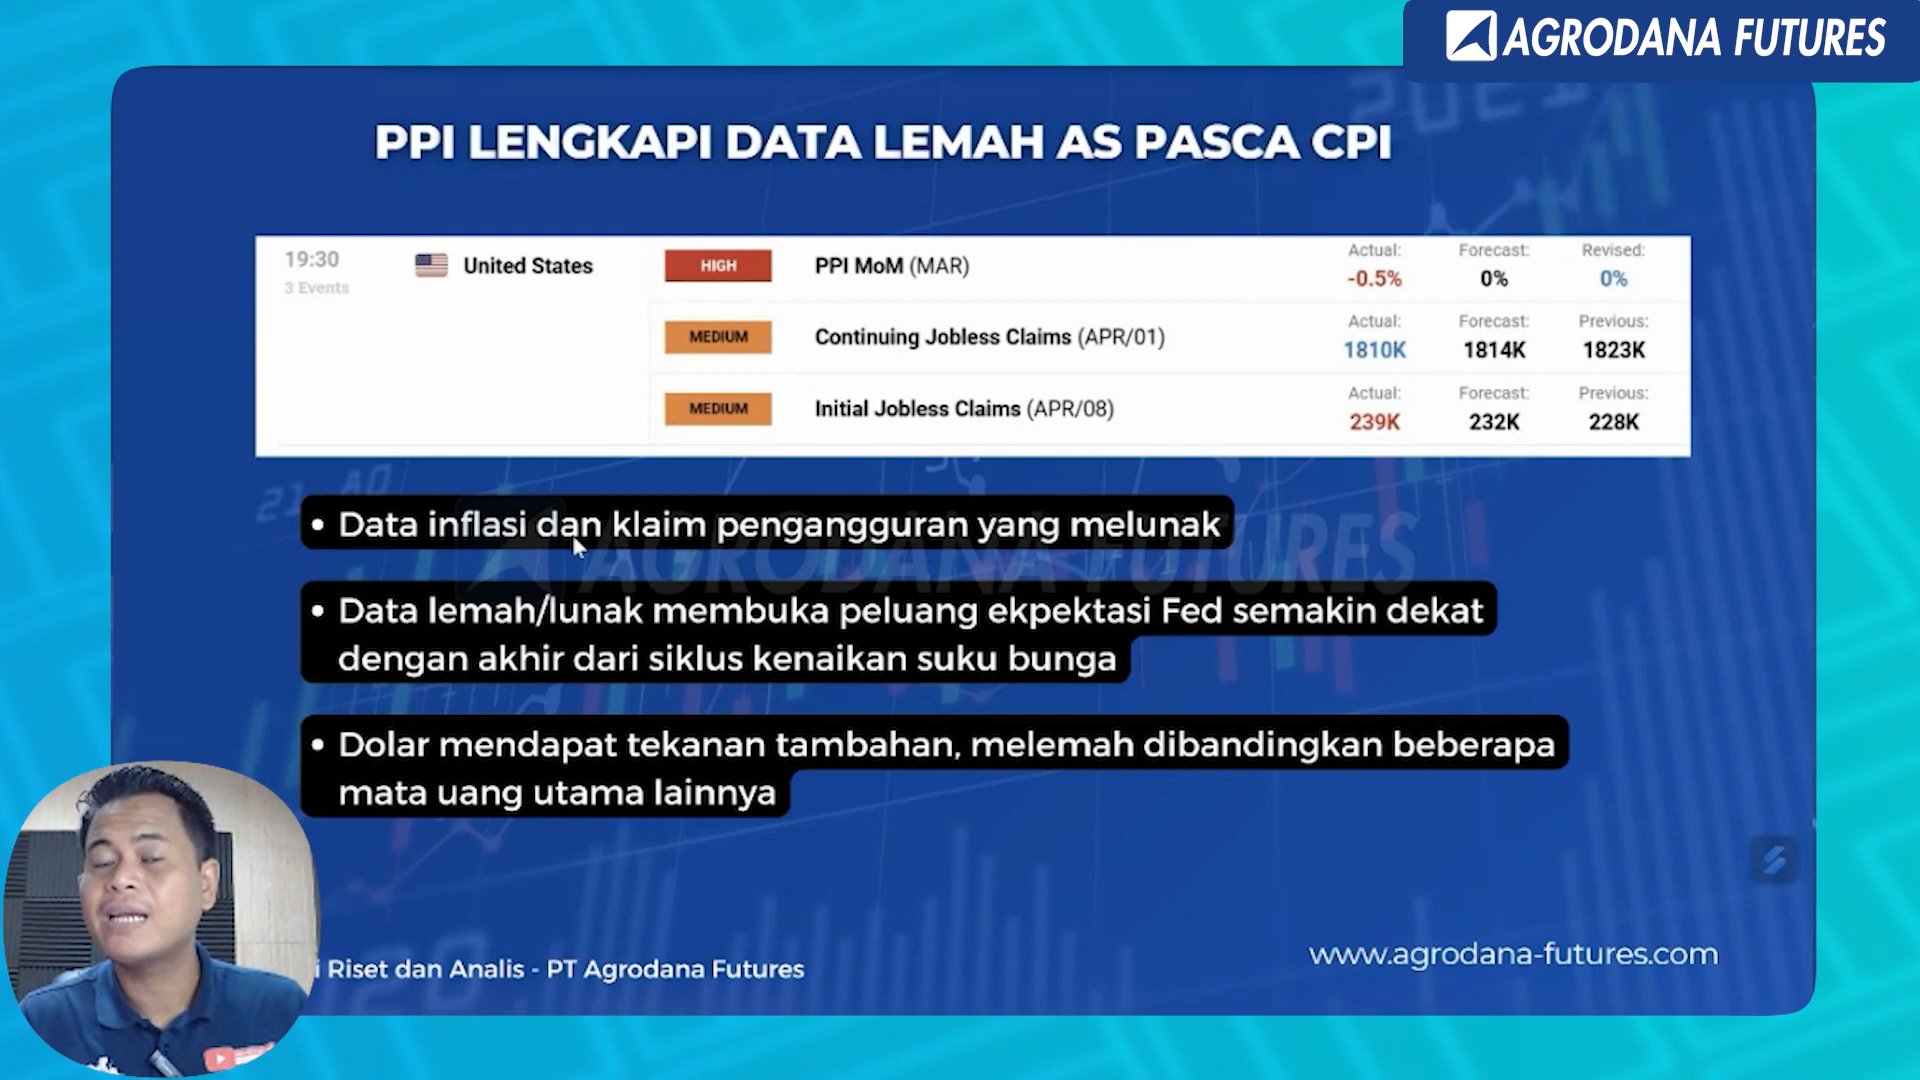 AGRODANA FUTURES
PPI LENGKAPI DATA LEMAH AS PASCA CPI
19:30 United States HIGH PPI MoM (MAR) Actual: -0.5% Forecast: 0% Revised: 0%
3 Events
MEDIUM Continuing Jobless Claims (APR/01) Actual: 1810K Forecast: 1814K Previous: 1823K
MEDIUM Initial Jobless Claims (APR/08) Actual: 239K Forecast: 232K Previous: 228K
• Data inflasi dan klaim pengangguran yang melunak
AGRODANA FUTURES
• Data lemah/lunak membuka peluang ekpektasi Fed semakin dekat
dengan akhir dari siklus kenaikan suku bunga
• Dolar mendapat tekanan tambahan, melemah dibandingkan beberapa
mata uang utama lainnya
i Riset dan Analis - PT Agrodana Futures
www.agrodana-futures.com